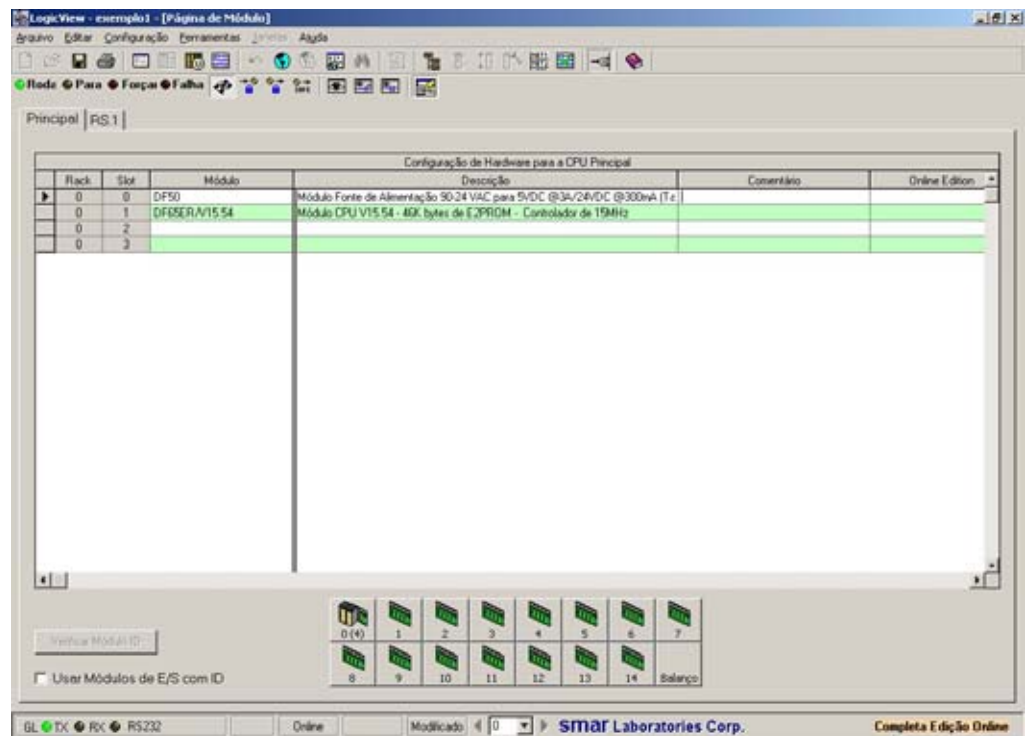 LogicView - exemplo1 - [Página de Módulo]
Arquivo Editar Configuração Ferramentas Janelas Ajuda
Roda Para Forçar Falha
Principal RS.1
Configuração de Hardware para a CPU Principal
Rack Slot Módulo Descrição Comentário Online Edition
0 0 DF50 Módulo Fonte de Alimentação 90-24 VAC para 5VDC @3A/24VDC @300mA (Te
0 1 DF65ER/V15.54 Módulo CPU V15.54 - 46K bytes de E2PROM - Controlador de 15MHz
0 2
0 3
0 (4) 1 2 3 4 5 6 7
Verificar Módulo ID
Usar Módulos de E/S com ID
8 9 10 11 12 13 14 Balanço
GL TX RX RS232 Online Modificado 0 smar Laboratories Corp. Completa Edição Online